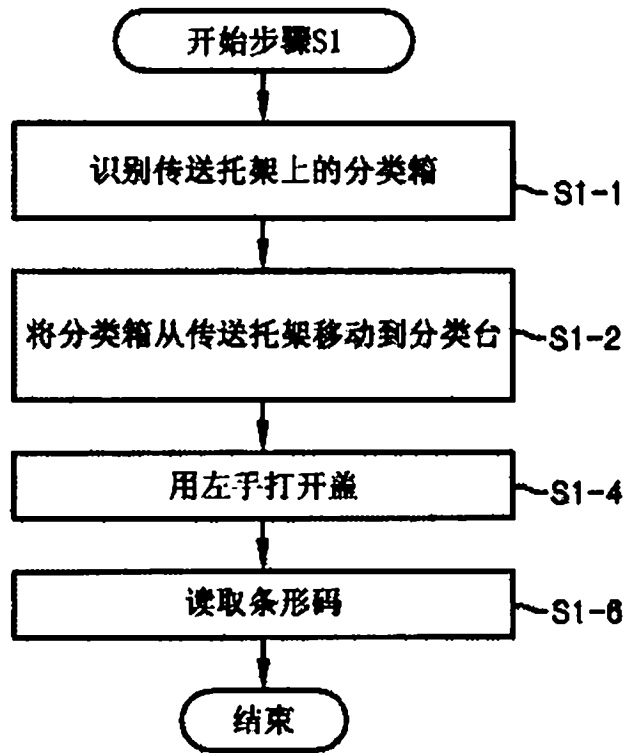 开始步骤S1
识别传送托架上的分类箱
S1-1
将分类箱从传送托架移动到分类台
S1-2
用左手打开盖
S1-4
读取条形码
S1-6
结束